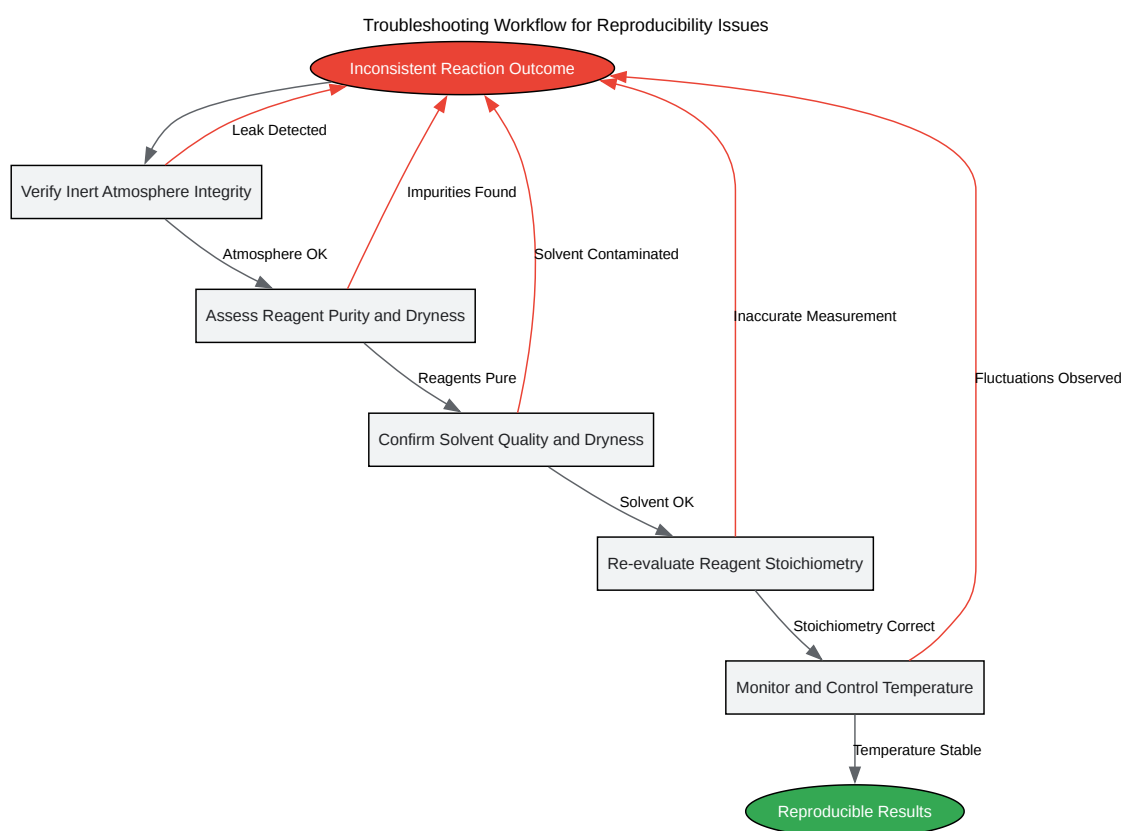 Troubleshooting Workflow for Reproducibility Issues
Inconsistent Reaction Outcome
Leak Detected
Verify Inert Atmosphere Integrity
Impurities Found
Atmosphere OK
Solvent Contaminated
Assess Reagent Purity and Dryness
Inaccurate Measurement
Reagents Pure
Fluctuations Observed
Confirm Solvent Quality and Dryness
Solvent OK
Re-evaluate Reagent Stoichiometry
Stoichiometry Correct
Monitor and Control Temperature
Temperature Stable
Reproducible Results